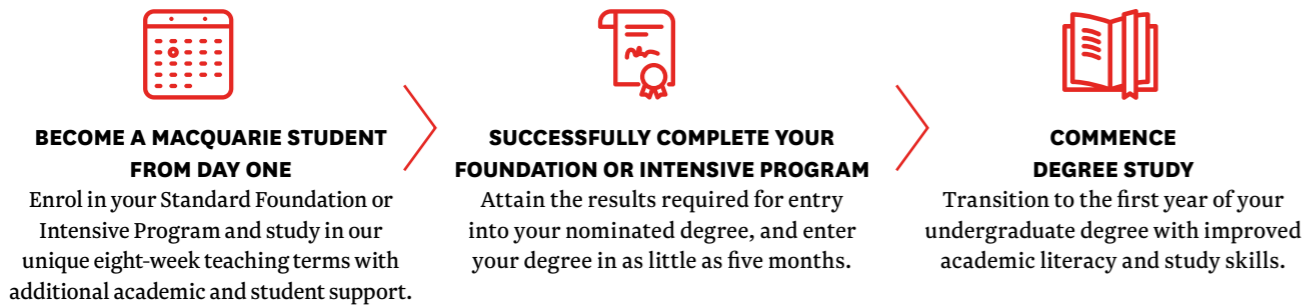 BECOME A MACQUARIE STUDENT
FROM DAY ONE
Enrol in your Standard Foundation or
Intensive Program and study in our
unique eight-week teaching terms with
additional academic and student support.
SUCCESSFULLY COMPLETE YOUR
FOUNDATION OR INTENSIVE PROGRAM
Attain the results required for entry
into your nominated degree, and enter
your degree in as little as five months.
COMMENCE
DEGREE STUDY
Transition to the first year of your
undergraduate degree with improved
academic literacy and study skills.